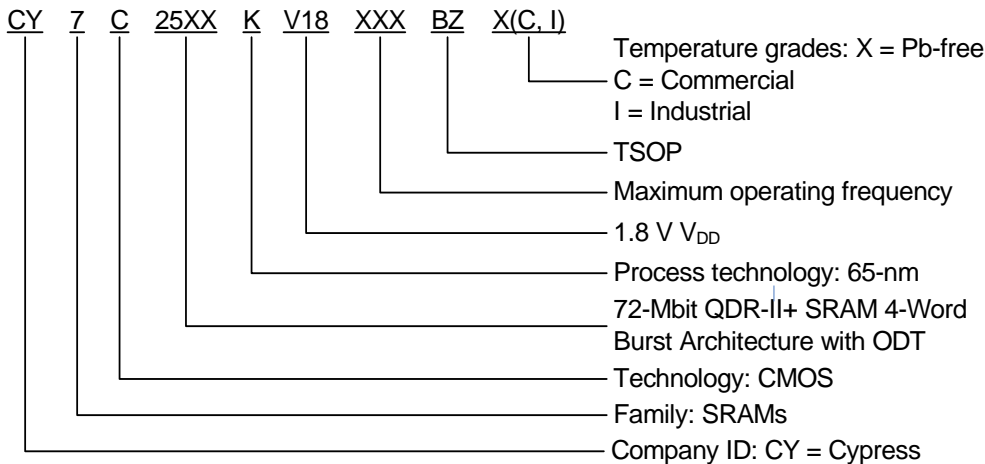 CY 7 C 25XX K V18 XXX BZ X(C, I)
Temperature grades: X = Pb-free
C = Commercial
I = Industrial
TSOP
Maximum operating frequency
1.8 V VDD
Process technology: 65-nm
72-Mbit QDR-II+ SRAM 4-Word
Burst Architecture with ODT
Technology: CMOS
Family: SRAMs
Company ID: CY = Cypress